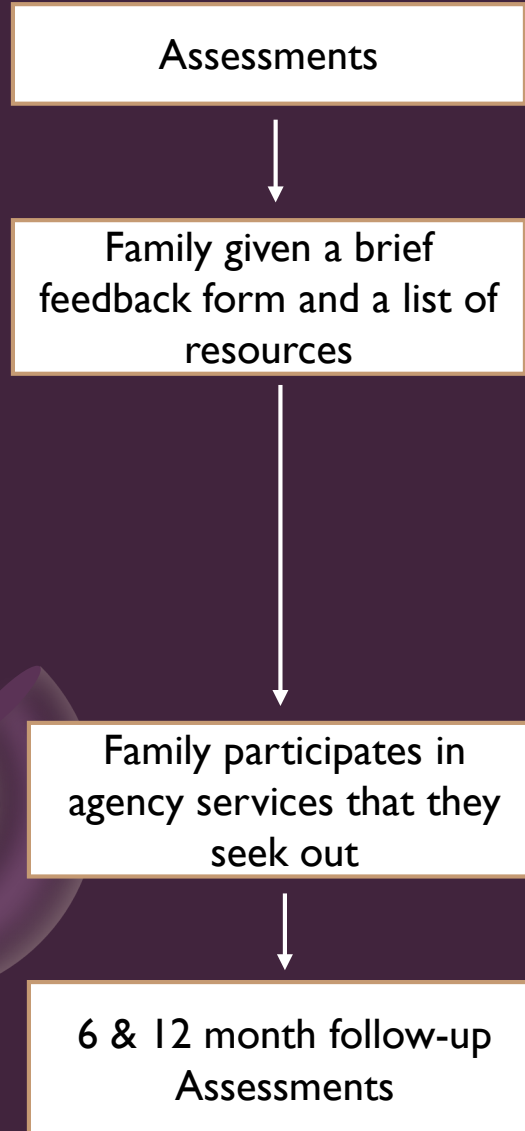 Assessments
Family given a brief
feedback form and a list of
resources
Family participates in
agency services that they
seek out
6 & 12 month follow-up
Assessments